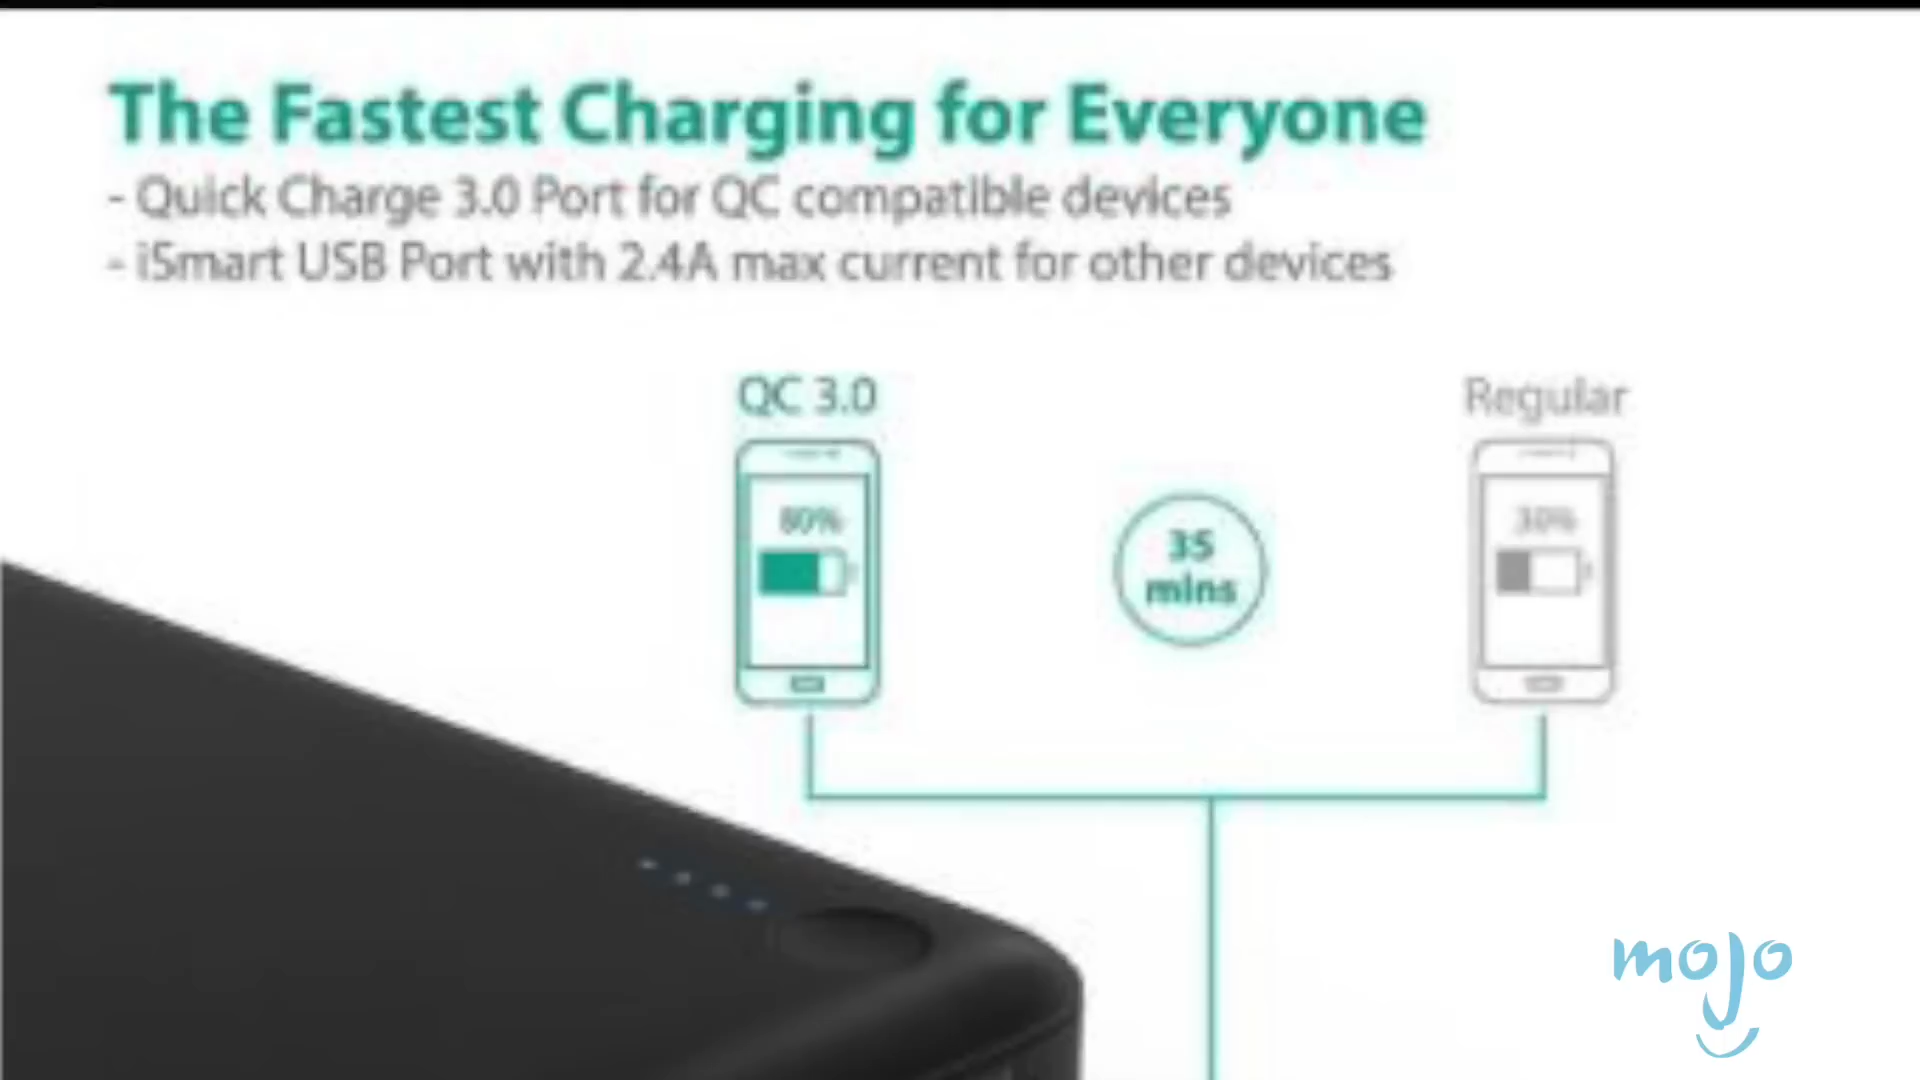 The Fastest Charging for Everyone
- Quick Charge 3.0 Port for QC compatible devices
- iSmart USB Port with 2.4A max current for other devices
QC 3.0
Regular
80%
35
mins
30%
mojo